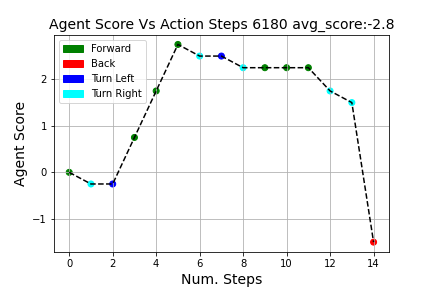 Agent Score Vs Action Steps 6180 avg_score:-2.8
Forward
Back
Turn Left
Turn Right
Agent Score
2
1
0
−1
0 2 4 6 8 10 12 14
Num. Steps